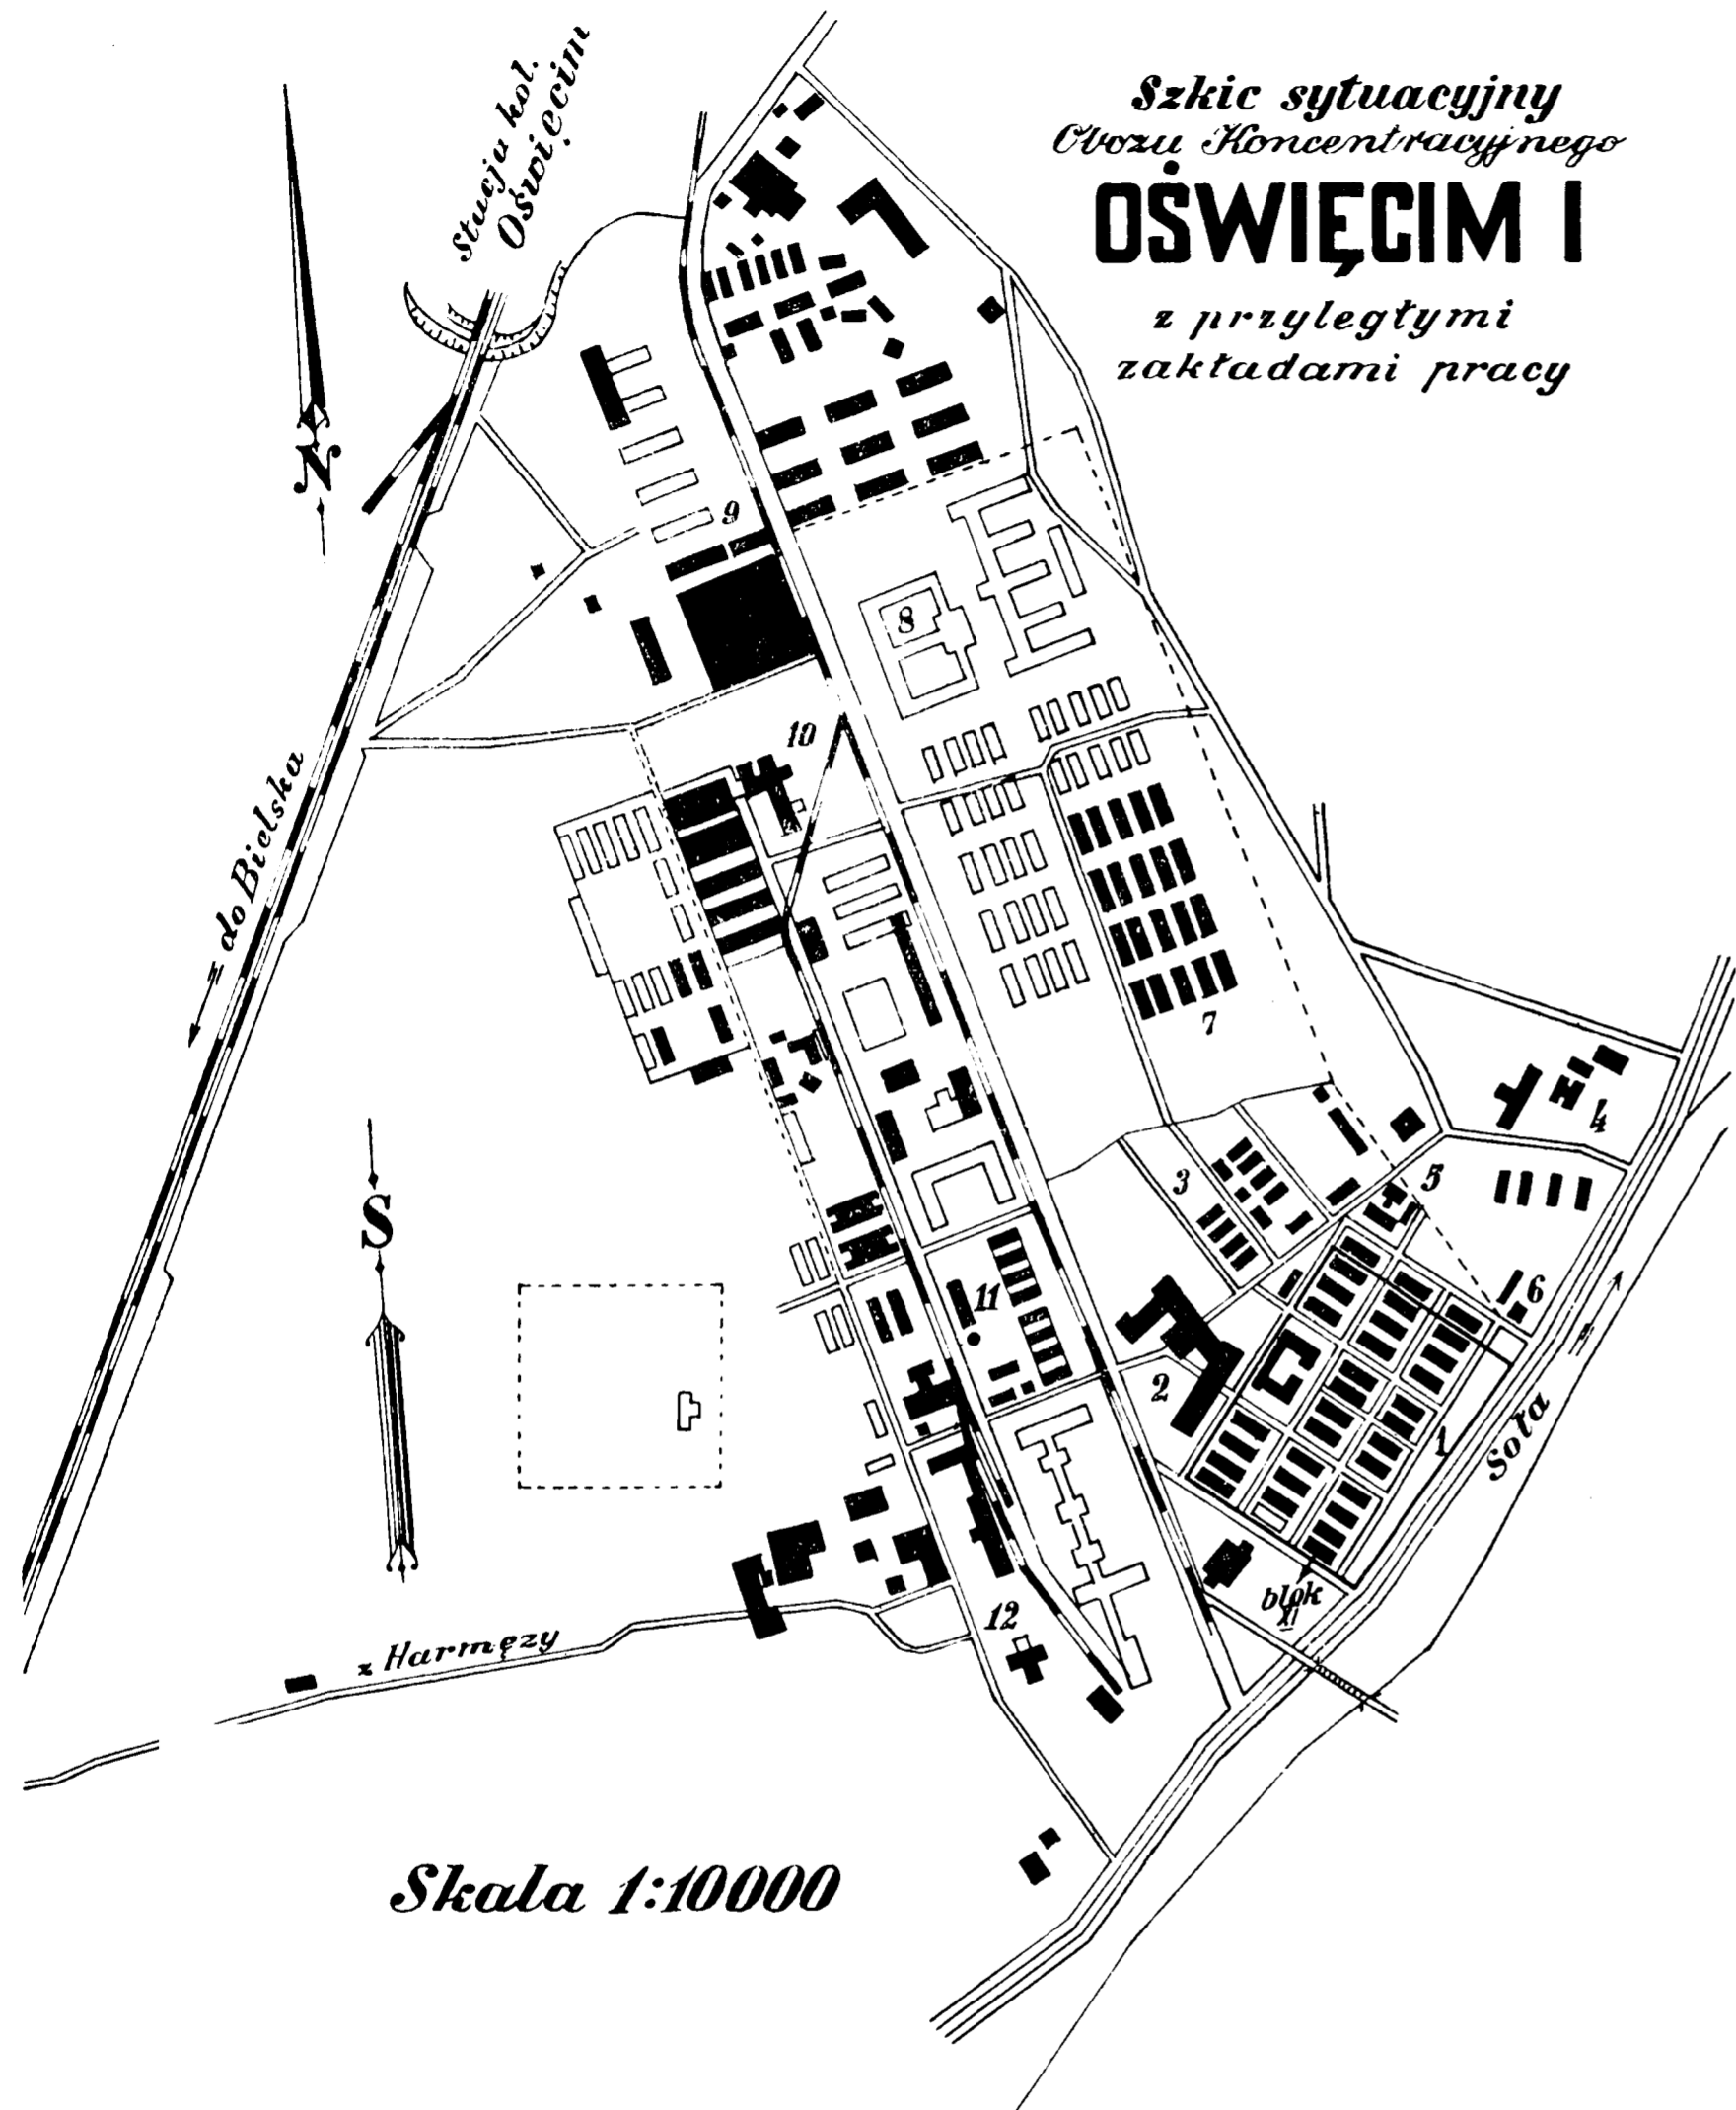 Szkic sytuacyjny
Obozu Koncentracyjnego
OŚWIĘCIM I
z przyległymi
zakładami pracy
Stacja kol.
Oświęcim
N
9
8
10
do Bielska
7
4
3
5
S
6
11
2
1
Soła
blok
XI
12
z Harmęzy
Skala 1:10000